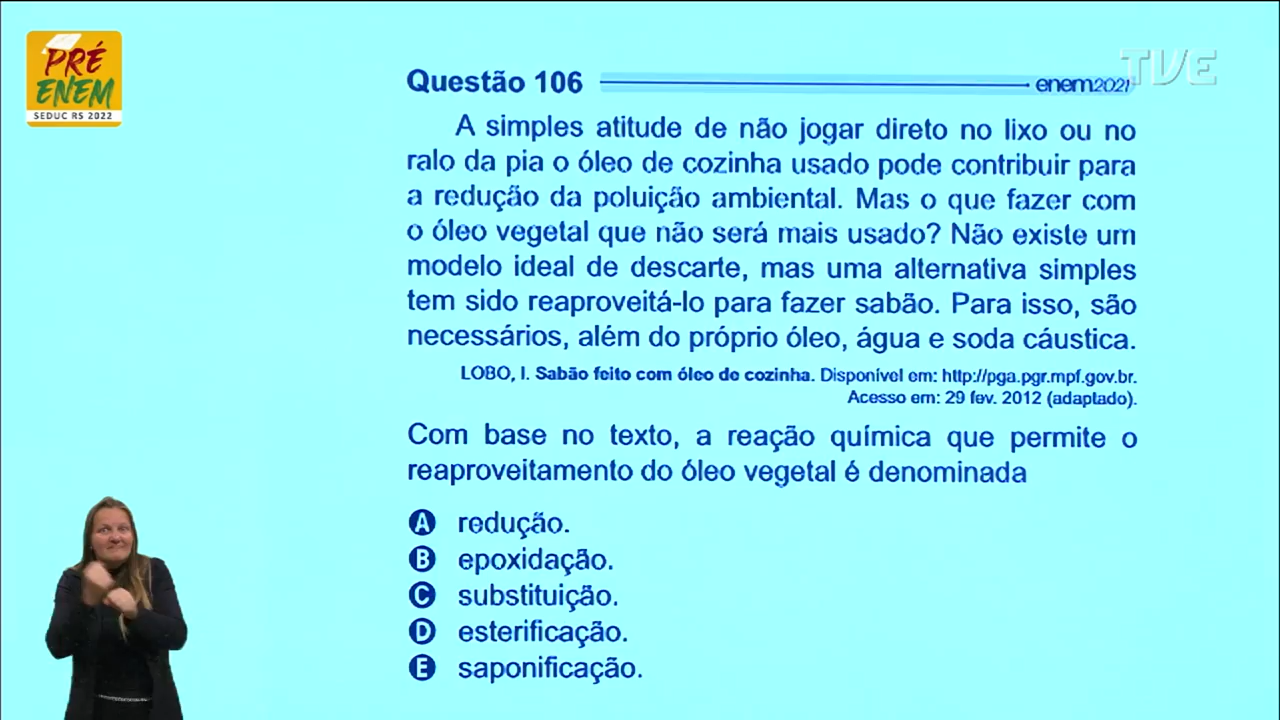 PRÉ
ENEM
SEDUC RS 2022
TVE
Questão 106
enem2021
A simples atitude de não jogar direto no lixo ou no
ralo da pia o óleo de cozinha usado pode contribuir para
a redução da poluição ambiental. Mas o que fazer com
o óleo vegetal que não será mais usado? Não existe um
modelo ideal de descarte, mas uma alternativa simples
tem sido reaproveitá-lo para fazer sabão. Para isso, são
necessários, além do próprio óleo, água e soda cáustica.
LOBO, I. Sabão feito com óleo de cozinha. Disponível em: http://pga.pgr.mpf.gov.br.
Acesso em: 29 fev. 2012 (adaptado).
Com base no texto, a reação química que permite o
reaproveitamento do óleo vegetal é denominada
A redução.
B epoxidação.
C substituição.
D esterificação.
E saponificação.